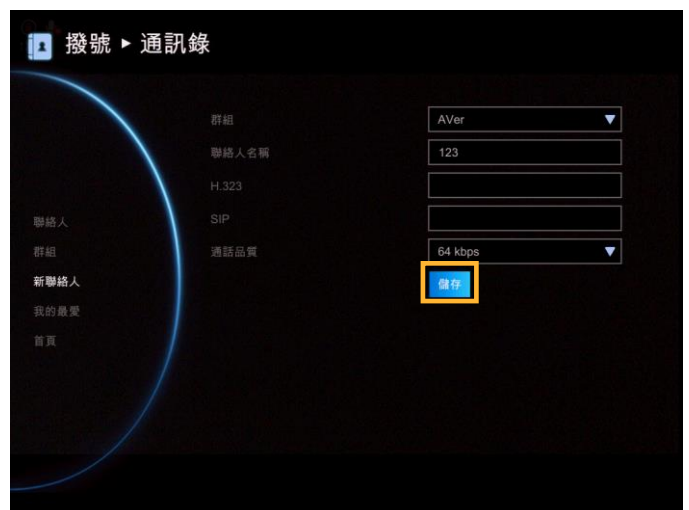 撥號 ▸ 通訊錄
群組 AVer
聯絡人名稱 123
H.323
SIP
通話品質 64 kbps
儲存
聯絡人
群組
新聯絡人
我的最愛
首頁